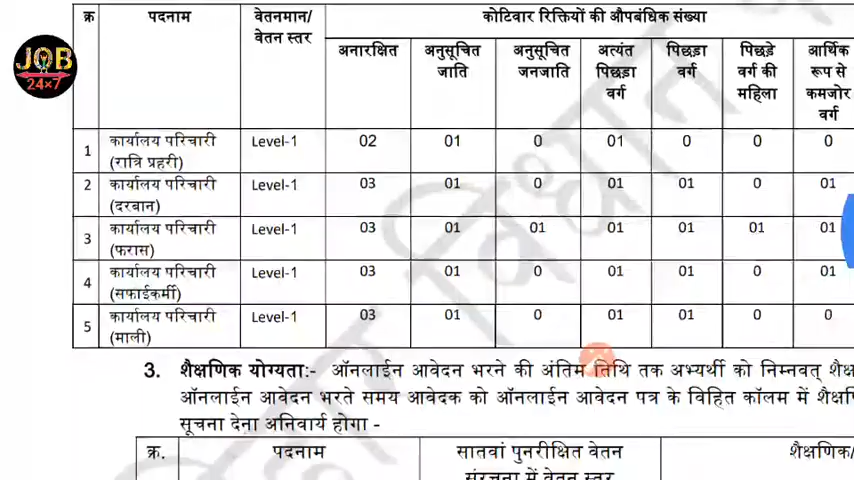 JOB
24×7
क्र पदनाम वेतनमान/ वेतन स्तर कोटिवार रिक्तियों की औपबंधिक संख्या
अनारक्षित अनुसूचित जाति अनुसूचित जनजाति अत्यंत पिछड़ा वर्ग पिछड़ा वर्ग पिछड़े वर्ग की महिला आर्थिक रूप से कमजोर वर्ग
1 कार्यालय परिचारी (रात्रि प्रहरी) Level-1 02 01 0 01 0 0 0
2 कार्यालय परिचारी (दरबान) Level-1 03 01 0 01 01 0 01
3 कार्यालय परिचारी (फरास) Level-1 03 01 01 01 01 01 01
4 कार्यालय परिचारी (सफाईकर्मी) Level-1 03 01 0 01 01 0 01
5 कार्यालय परिचारी (माली) Level-1 03 01 0 01 01 0 0
3. शैक्षणिक योग्यता:- ऑनलाईन आवेदन भरने की अंतिम तिथि तक अभ्यर्थी को निम्नवत्
ऑनलाईन आवेदन भरते समय आवेदक को ऑनलाईन आवेदन पत्र के विहित कॉलम में
सूचना देना अनिवार्य होगा -
क्र. पदनाम सातवां पुनरीक्षित वेतन शैक्षणिक/
संरचना में वेतन स्तर